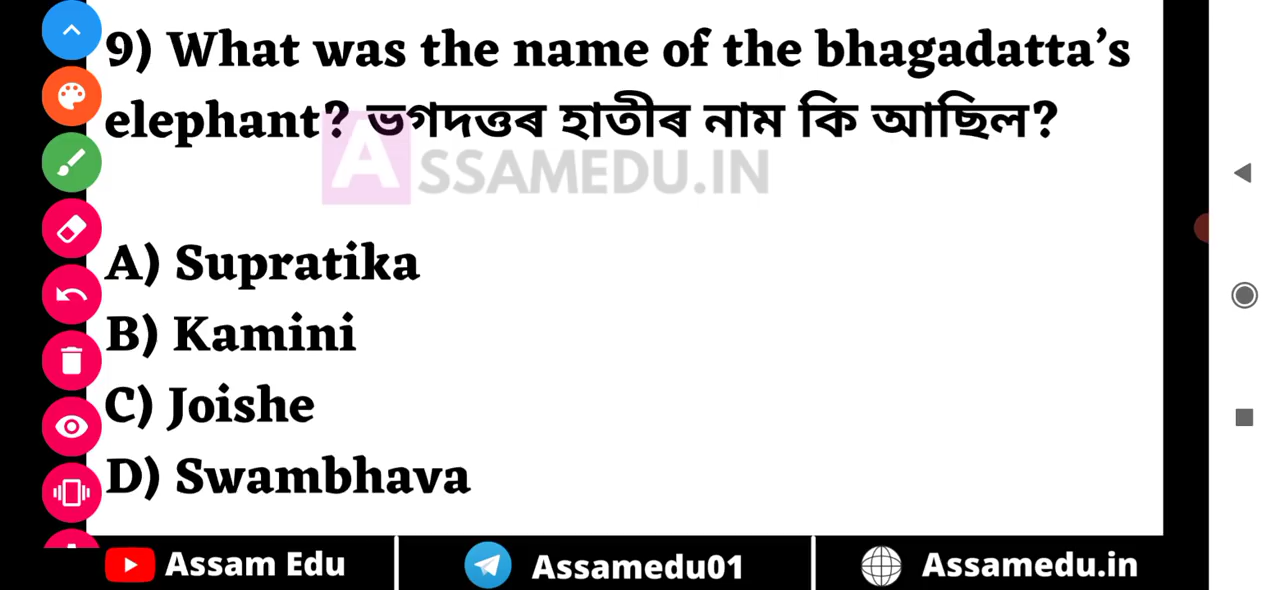 9) What was the name of the bhagadatta’s
elephant? ভগদত্তৰ হাতীৰ নাম কি আছিল?
ASSAMEDU.IN
A) Supratika
B) Kamini
C) Joishe
D) Swambhava
Assam Edu
Assamedu01
Assamedu.in